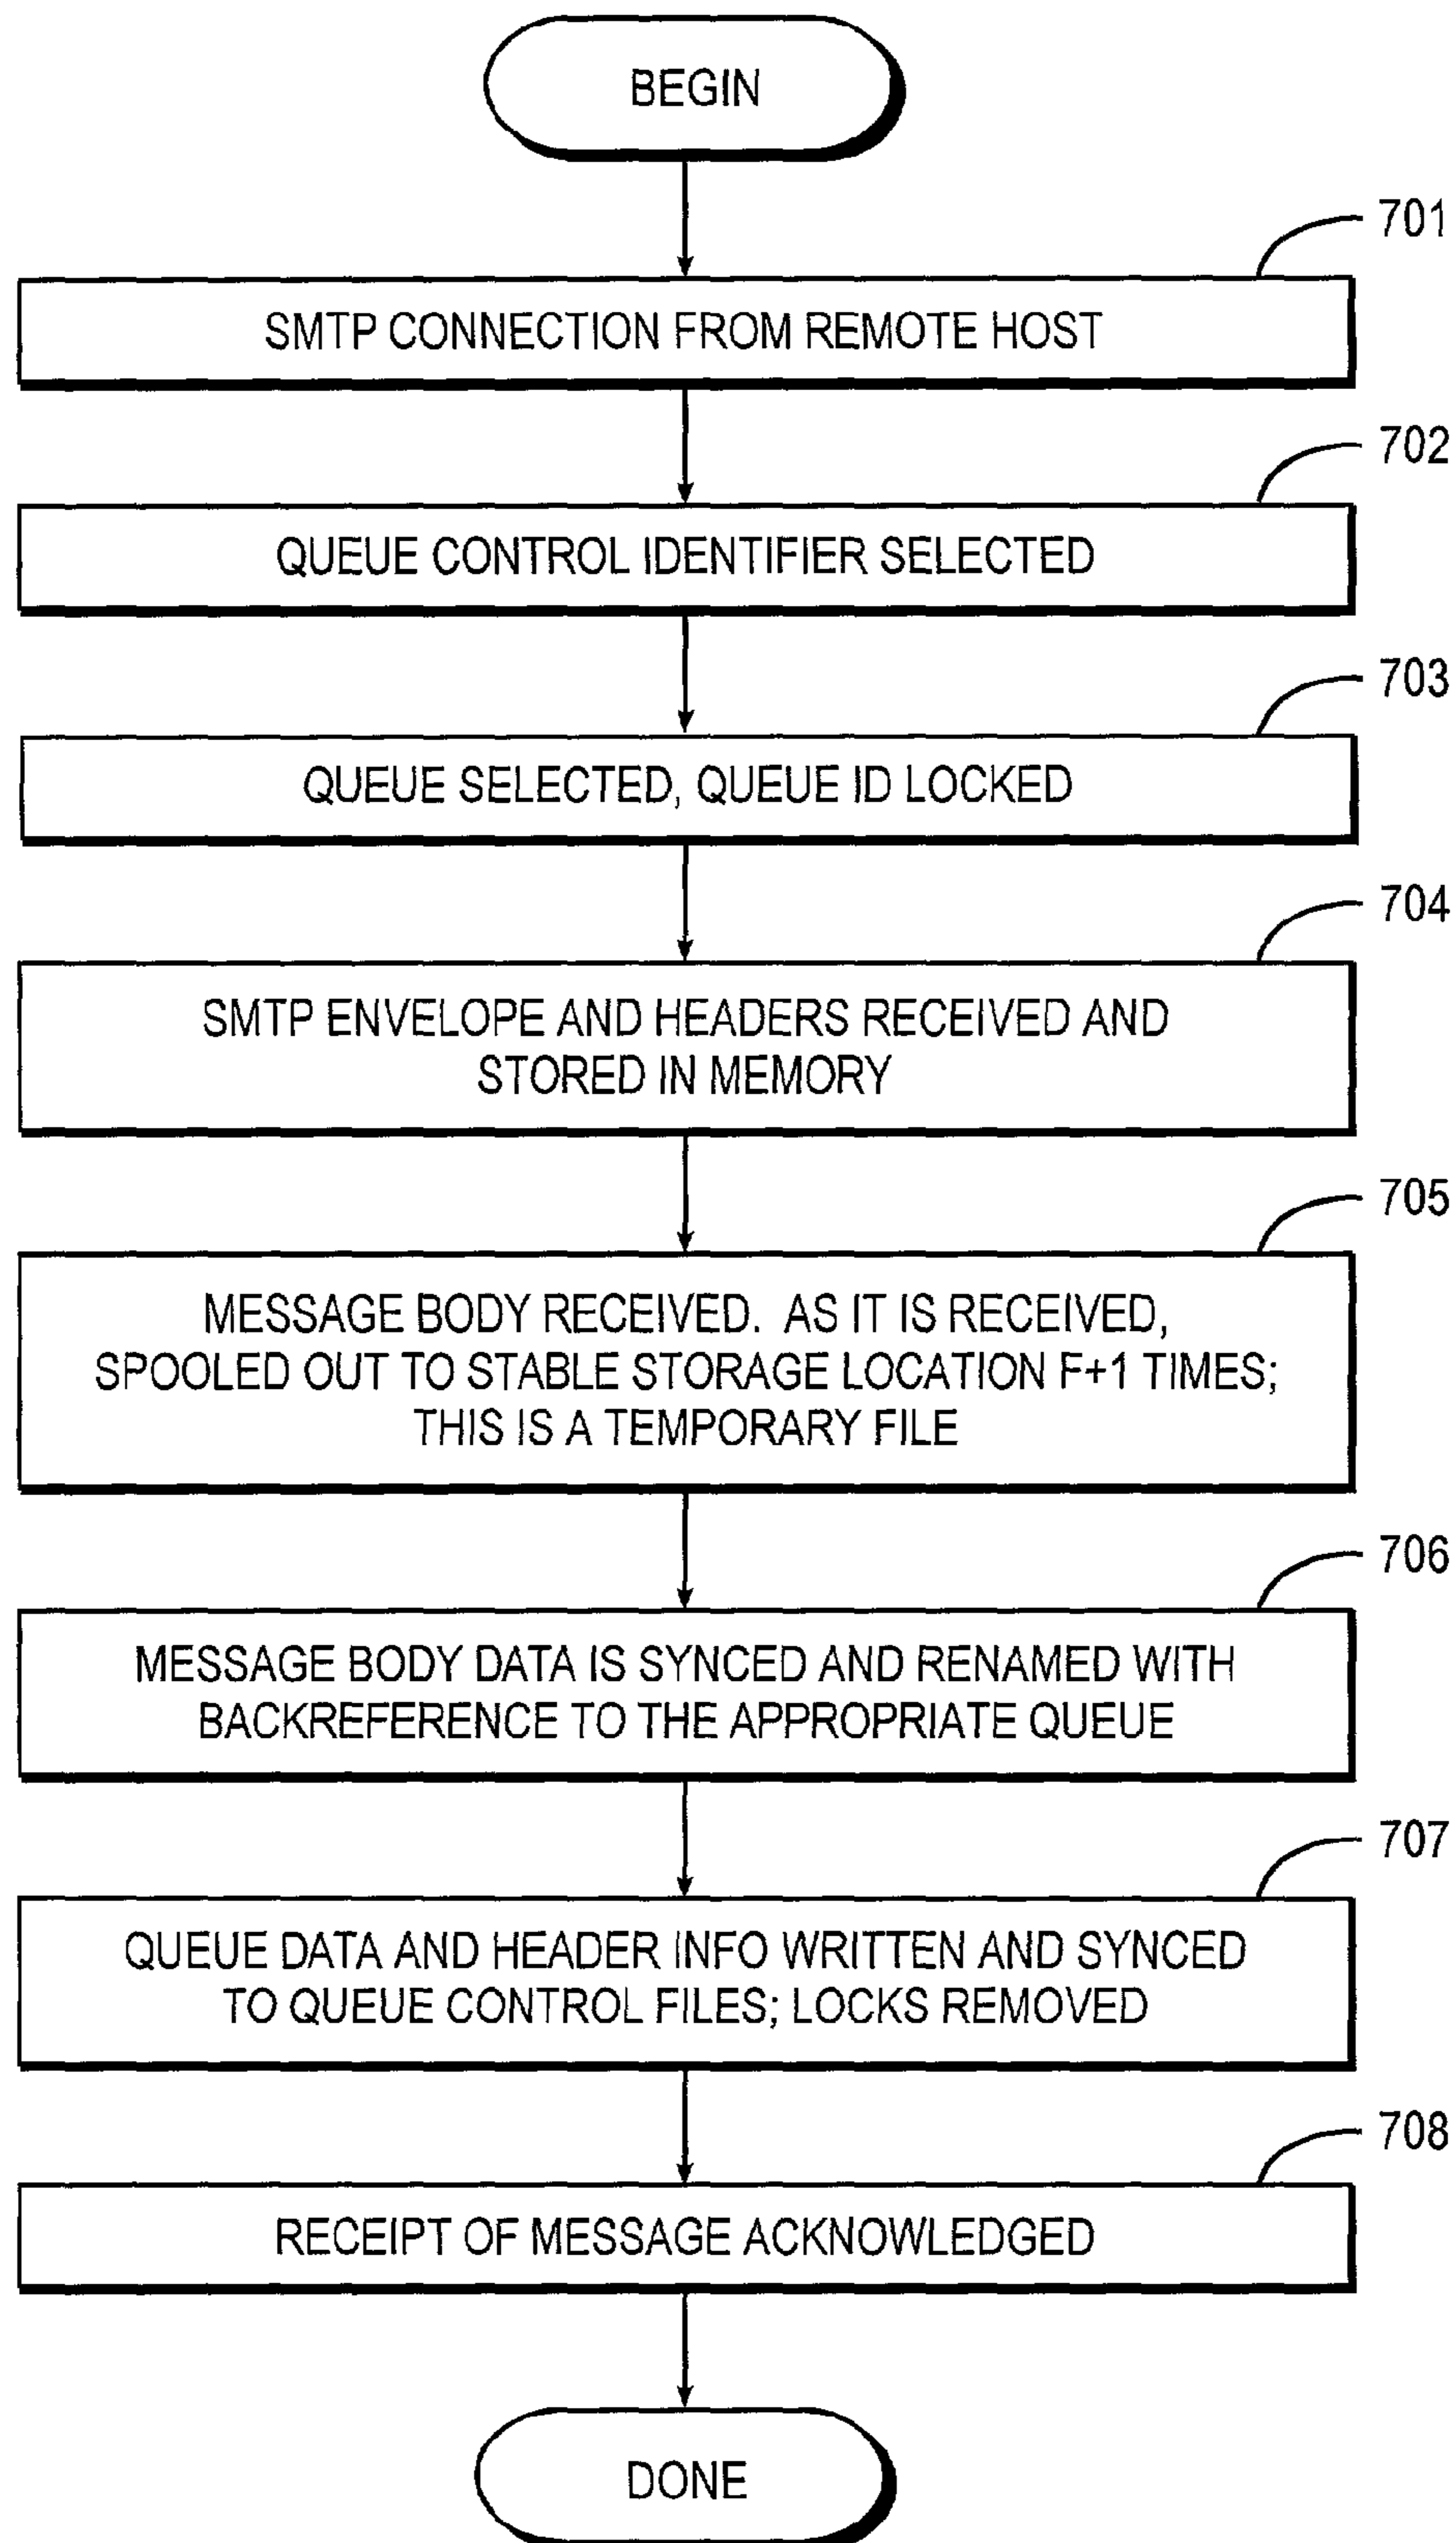 BEGIN
701
SMTP CONNECTION FROM REMOTE HOST
702
QUEUE CONTROL IDENTIFIER SELECTED
703
QUEUE SELECTED, QUEUE ID LOCKED
704
SMTP ENVELOPE AND HEADERS RECEIVED AND
STORED IN MEMORY
705
MESSAGE BODY RECEIVED. AS IT IS RECEIVED,
SPOOLED OUT TO STABLE STORAGE LOCATION F+1 TIMES;
THIS IS A TEMPORARY FILE
706
MESSAGE BODY DATA IS SYNCED AND RENAMED WITH
BACKREFERENCE TO THE APPROPRIATE QUEUE
707
QUEUE DATA AND HEADER INFO WRITTEN AND SYNCED
TO QUEUE CONTROL FILES; LOCKS REMOVED
708
RECEIPT OF MESSAGE ACKNOWLEDGED
DONE